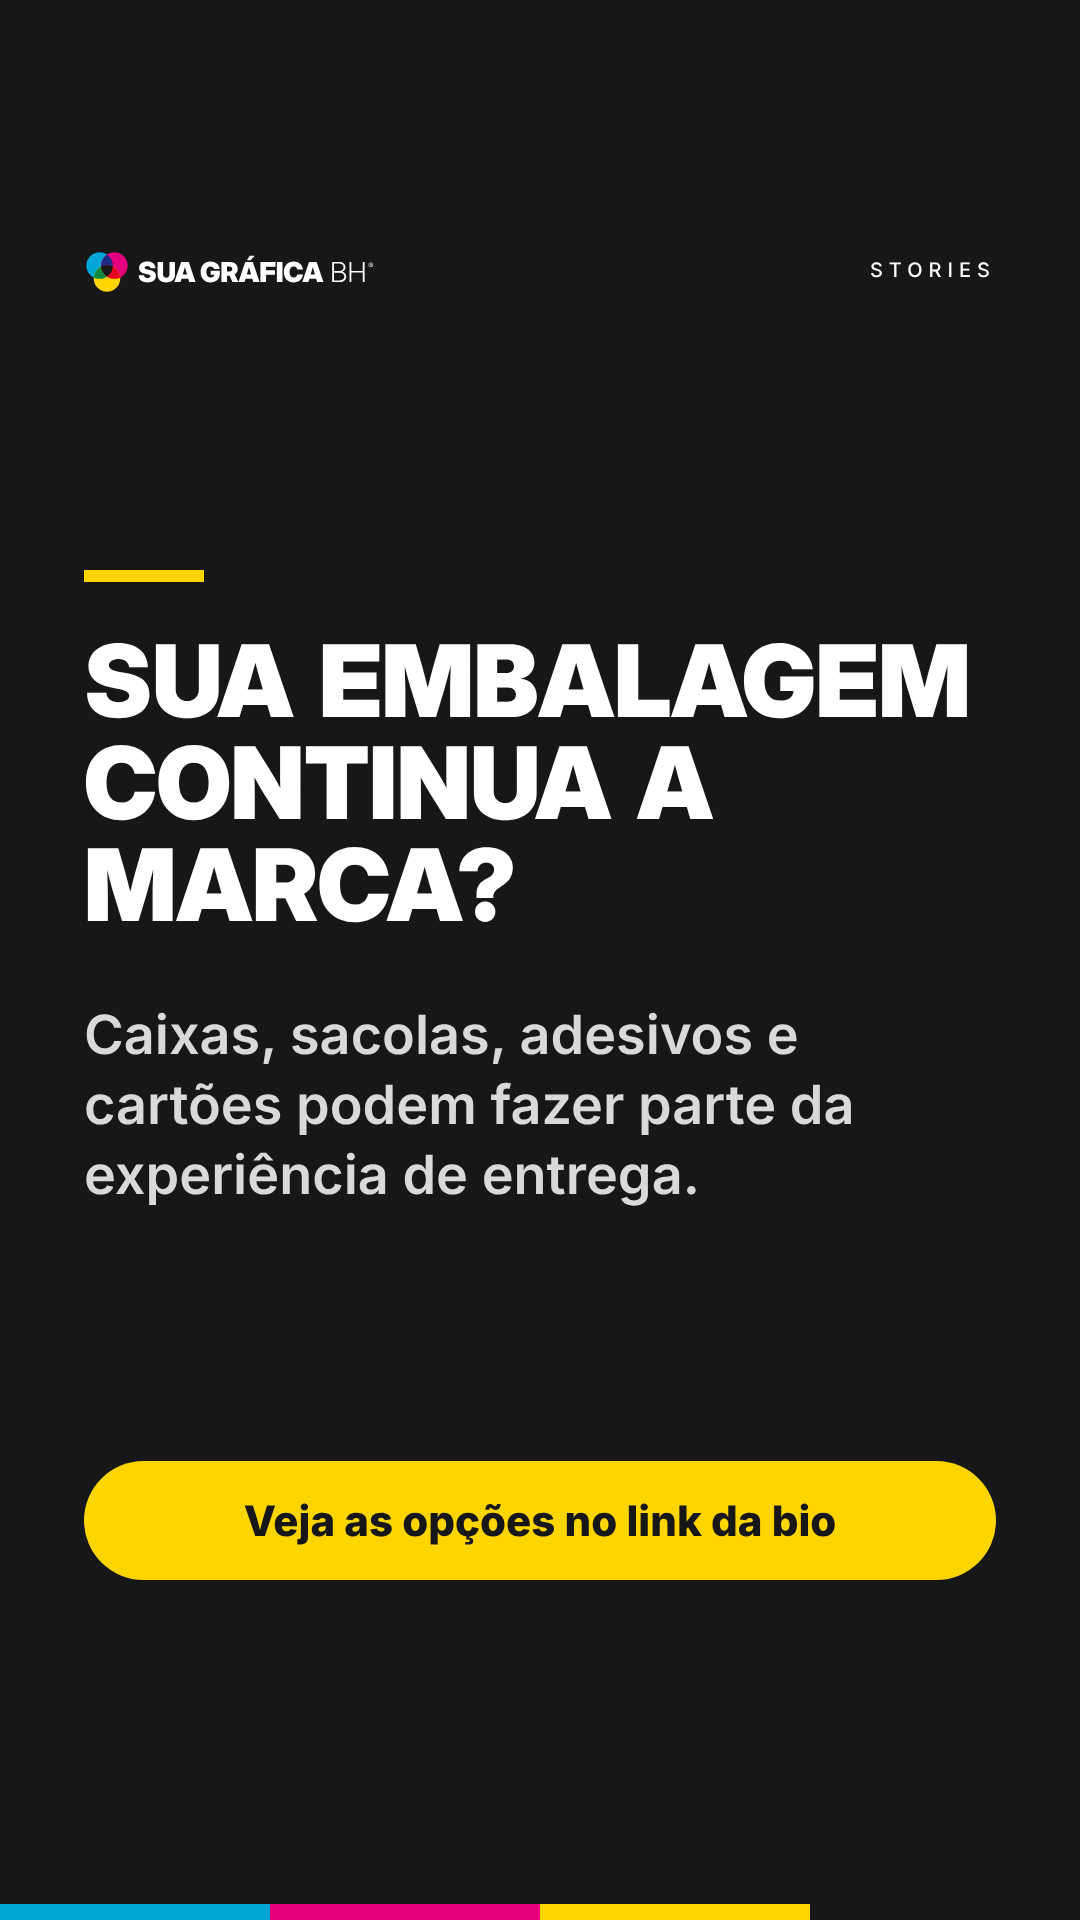 SUA GRÁFICA BH®
STORIES
SUA EMBALAGEM
CONTINUA A
MARCA?
Caixas, sacolas, adesivos e
cartões podem fazer parte da
experiência de entrega.
Veja as opções no link da bio